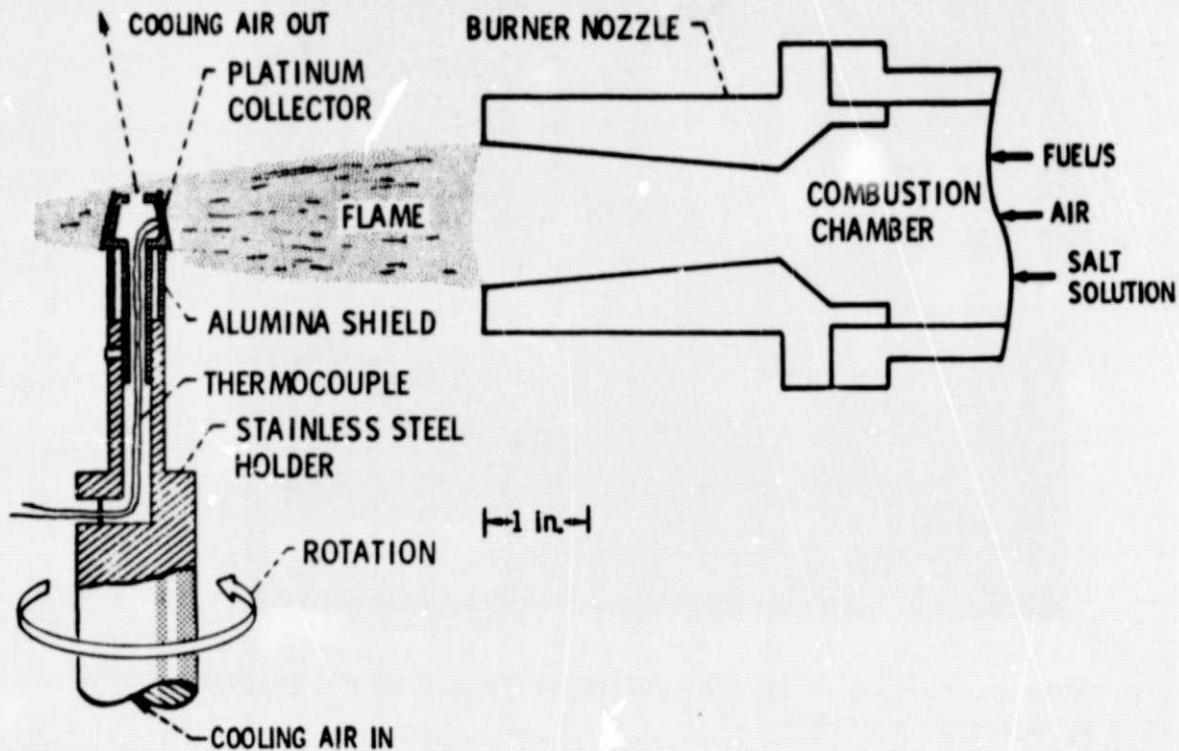 COOLING AIR OUT
BURNER NOZZLE
PLATINUM
COLLECTOR
FUEL/S
FLAME
COMBUSTION
CHAMBER
AIR
SALT
SOLUTION
ALUMINA SHIELD
THERMOCOUPLE
STAINLESS STEEL
HOLDER
1 in.
ROTATION
COOLING AIR IN